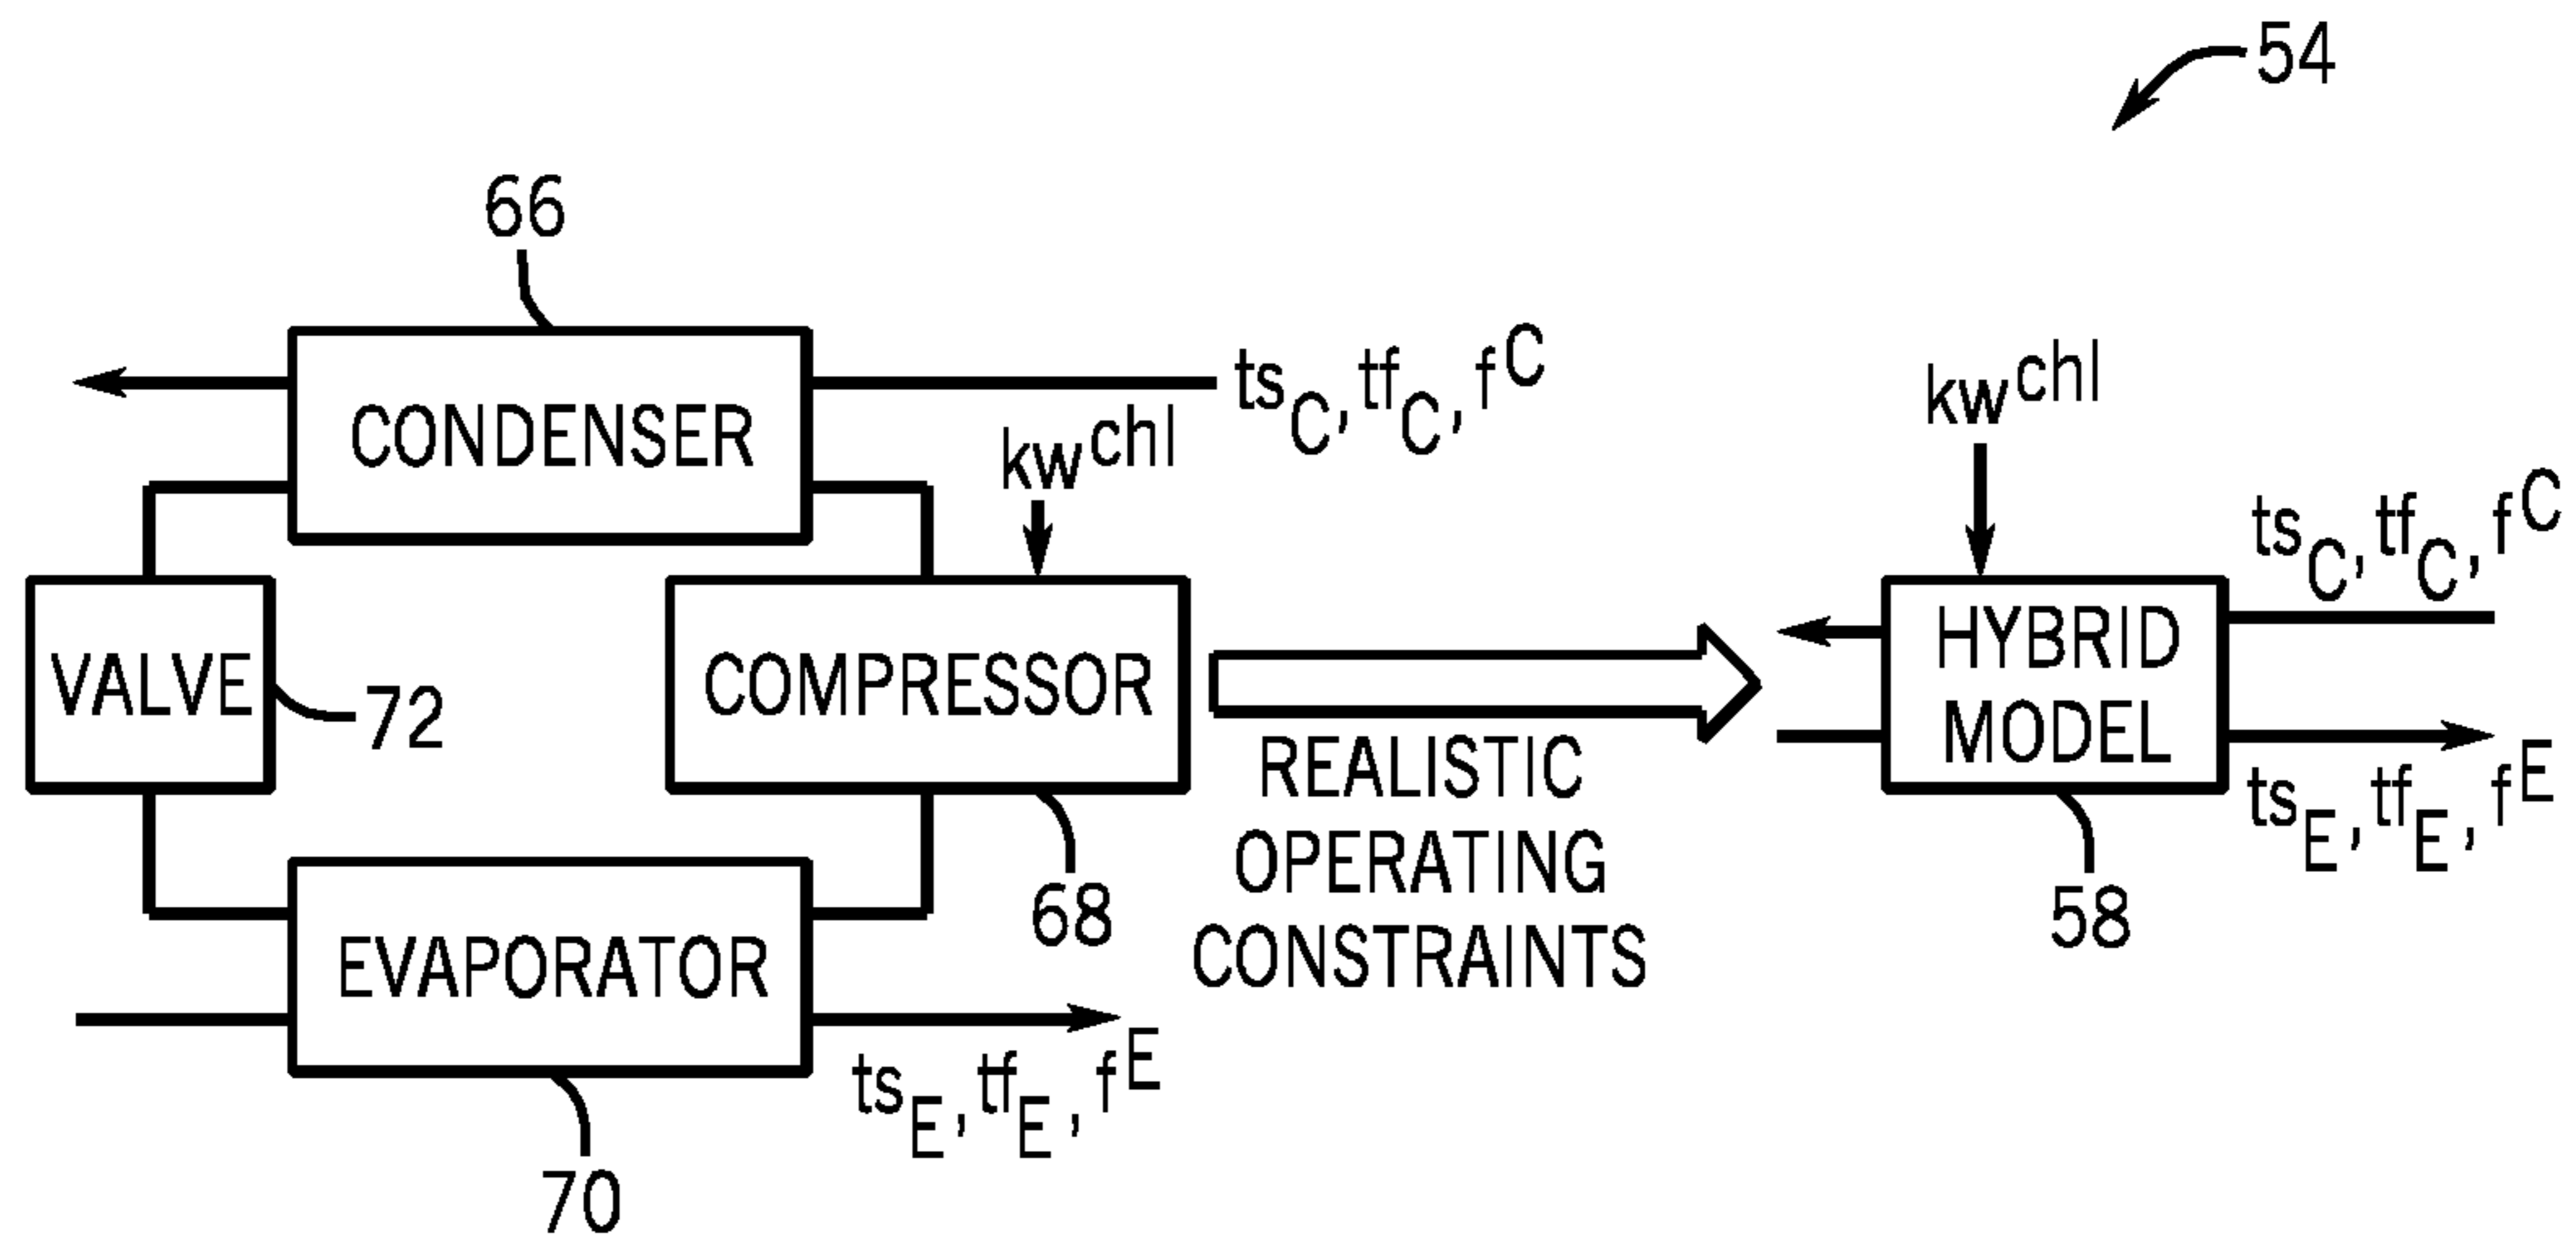 54
66
CONDENSER
ts_C, tf_C, f^C
kw^chl
VALVE
72
COMPRESSOR
68
EVAPORATOR
ts_E, tf_E, f^E
70
REALISTIC
OPERATING
CONSTRAINTS
kw^chl
ts_C, tf_C, f^C
HYBRID
MODEL
ts_E, tf_E, f^E
58